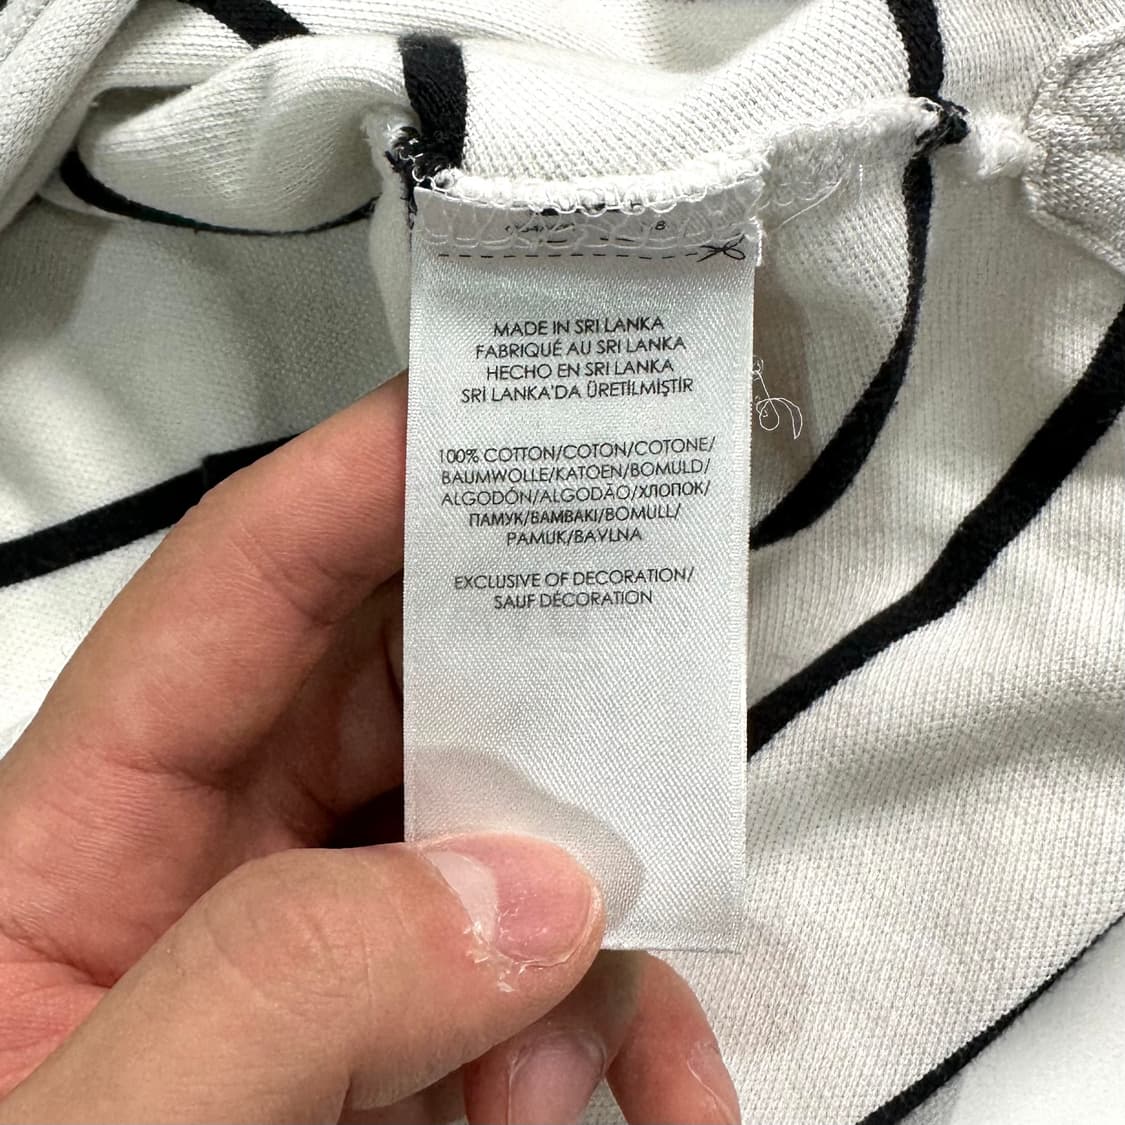 8
MADE IN SRI LANKA
FABRIQUÉ AU SRI LANKA
HECHO EN SRI LANKA
SRİ LANKA'DA ÜRETİLMİŞTİR
100% COTTON/COTON/COTONE/
BAUMWOLLE/KATOEN/BOMULD/
ALGODÓN/ALGODÃO/ХЛОПОК/
ПАМУК/ΒΑΜΒΑΚΙ/BOMULL/
PAMUK/BAVLNA
EXCLUSIVE OF DECORATION/
SAUF DÉCORATION